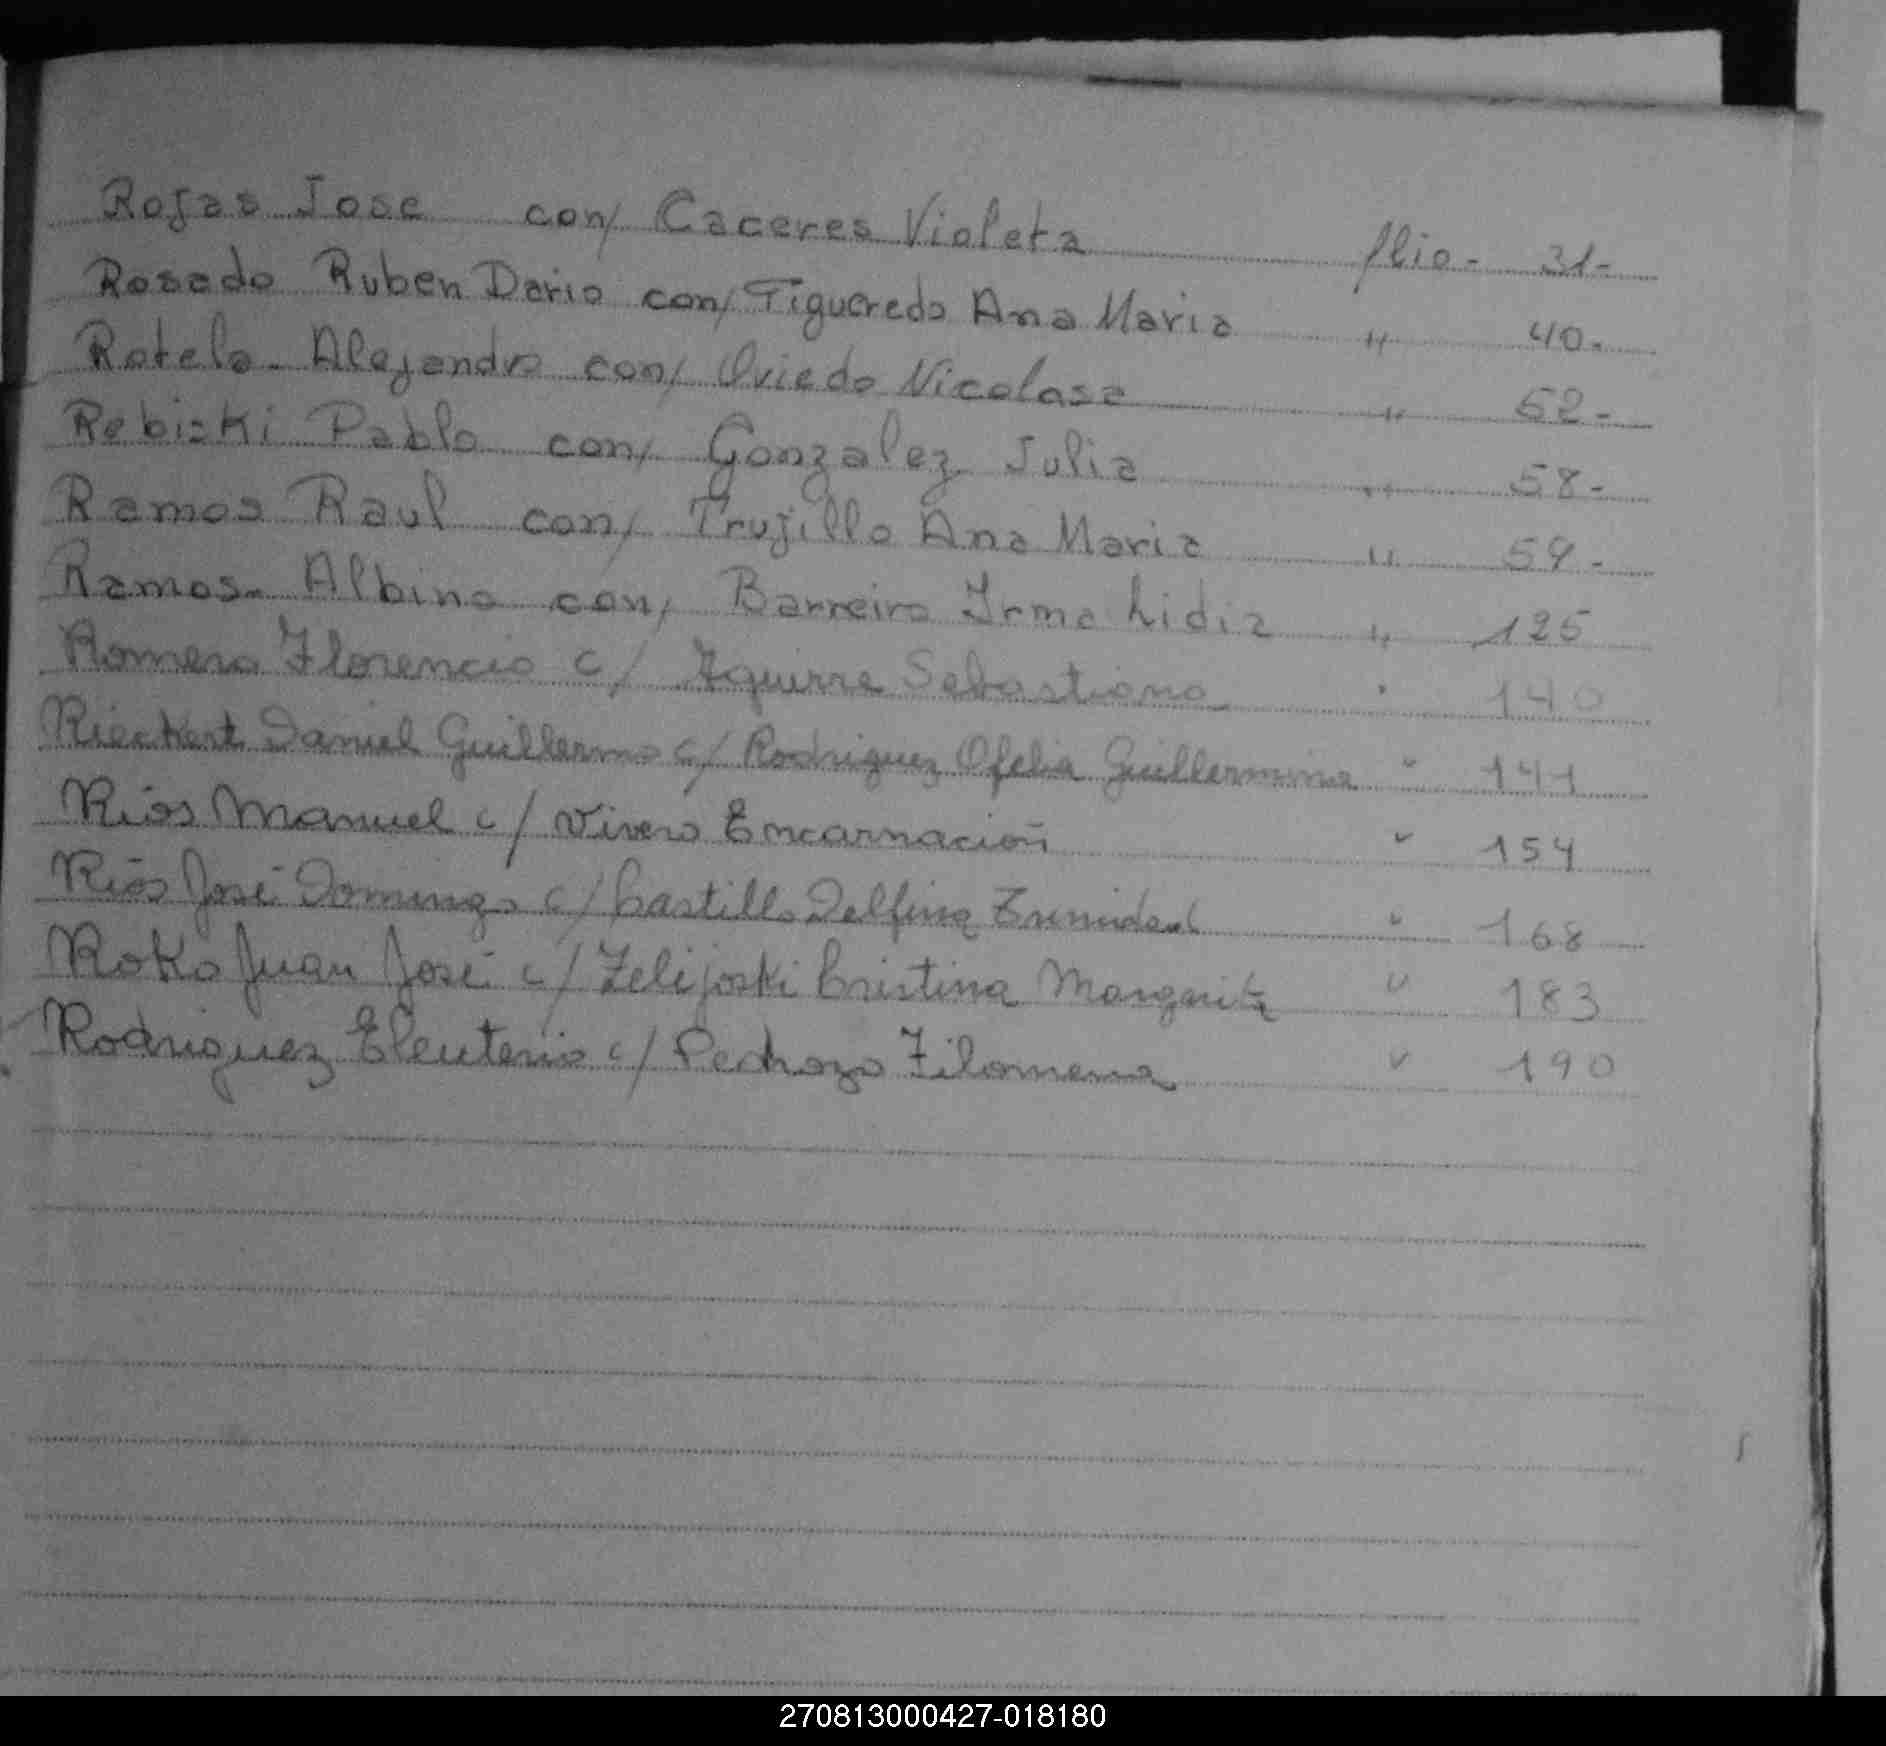 Rojas Jose con/ Caceres Violeta flio - 31-
Rosado Ruben Dario con/ Figueredo Ana Maria " 40-
Rotela - Alejandro con/ Oviedo Nicolasa " 52-
Rebiski Pablo con/ Gonzalez Julia " 58-
Ramos Raul con/ Trujillo Ana Maria " 59-
Ramos - Albino con/ Barreiro Irma Lidia " 125
Romero Florencio c/ Aguirre Sebastiana " 140
Rieckert Daniel Guillermo c/ Rodriguez Ofelia Guillermina " 141
Rios Manuel c/ Vivero Encarnación " 154
Rios José Domingo c/ Castillo Delfina Trinidad " 168
Roko Juan José c/ Zelijoski Cristina Margarita " 183
Rodriguez Eleuterio c/ Pedrozo Filomena " 190
270813000427-018180